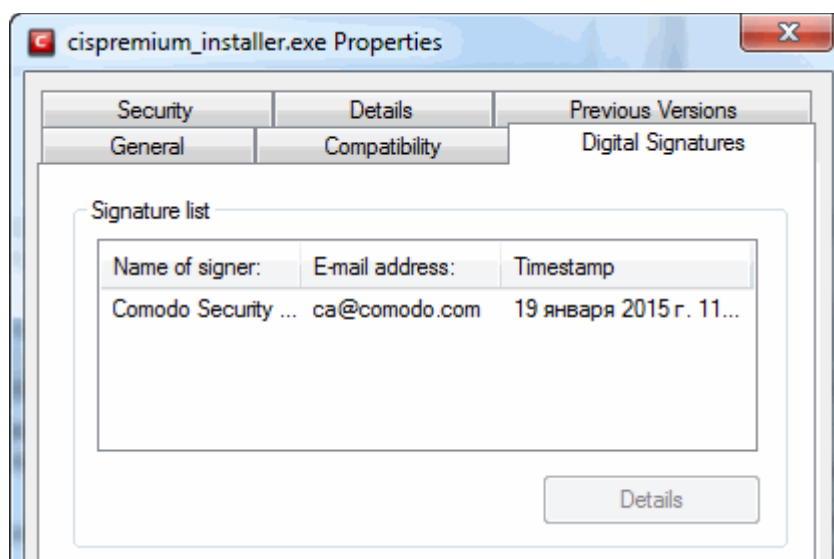 cispremium_installer.exe Properties
Security Details Previous Versions
General Compatibility Digital Signatures
Signature list
Name of signer: E-mail address: Timestamp
Comodo Security ... ca@comodo.com 19 января 2015 г. 11...
Details